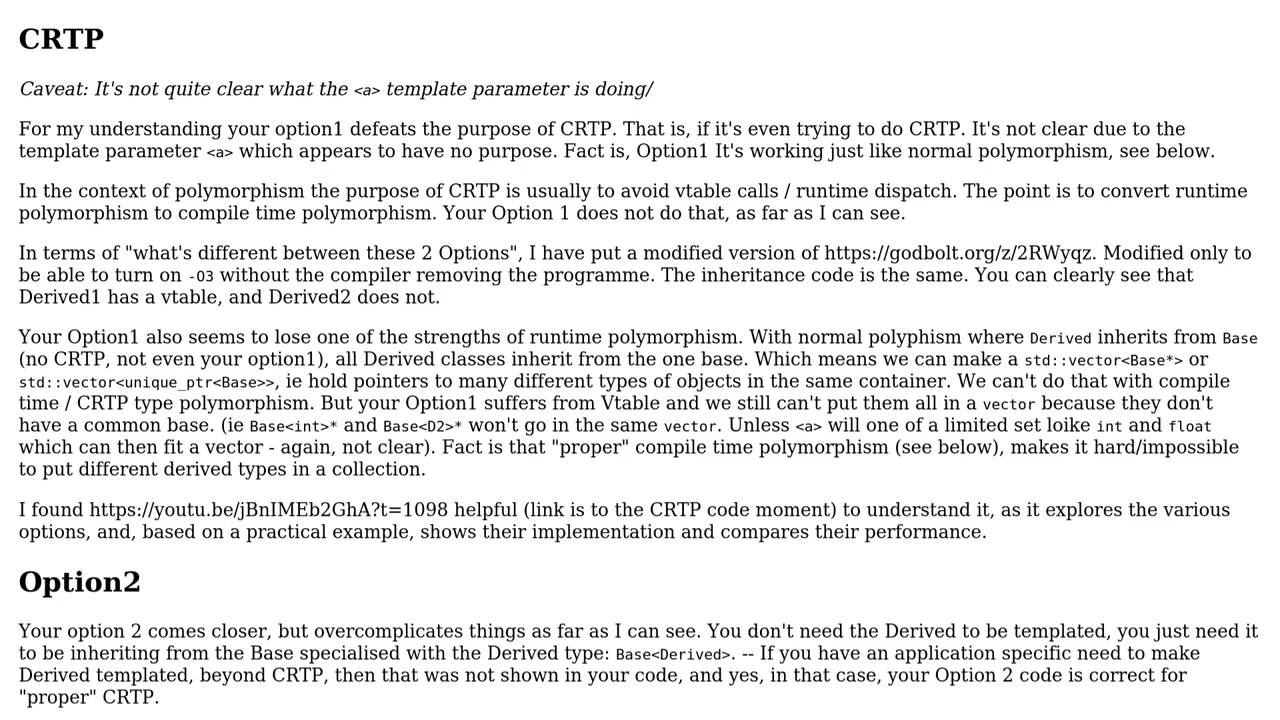 CRTP
Caveat: It's not quite clear what the <a> template parameter is doing/
For my understanding your option1 defeats the purpose of CRTP. That is, if it's even trying to do CRTP. It's not clear due to the
template parameter <a> which appears to have no purpose. Fact is, Option1 It's working just like normal polymorphism, see below.
In the context of polymorphism the purpose of CRTP is usually to avoid vtable calls / runtime dispatch. The point is to convert runtime
polymorphism to compile time polymorphism. Your Option 1 does not do that, as far as I can see.
In terms of "what's different between these 2 Options", I have put a modified version of https://godbolt.org/z/2RWyqz. Modified only to
be able to turn on -O3 without the compiler removing the programme. The inheritance code is the same. You can clearly see that
Derived1 has a vtable, and Derived2 does not.
Your Option1 also seems to lose one of the strengths of runtime polymorphism. With normal polyphism where Derived inherits from Base
(no CRTP, not even your option1), all Derived classes inherit from the one base. Which means we can make a std::vector<Base*> or
std::vector<unique_ptr<Base>>, ie hold pointers to many different types of objects in the same container. We can't do that with compile
time / CRTP type polymorphism. But your Option1 suffers from Vtable and we still can't put them all in a vector because they don't
have a common base. (ie Base<int>* and Base<D2>* won't go in the same vector. Unless <a> will one of a limited set loike int and float
which can then fit a vector - again, not clear). Fact is that "proper" compile time polymorphism (see below), makes it hard/impossible
to put different derived types in a collection.
I found https://youtu.be/jBnIMEb2GhA?t=1098 helpful (link is to the CRTP code moment) to understand it, as it explores the various
options, and, based on a practical example, shows their implementation and compares their performance.
Option2
Your option 2 comes closer, but overcomplicates things as far as I can see. You don't need the Derived to be templated, you just need it
to be inheriting from the Base specialised with the Derived type: Base<Derived>. -- If you have an application specific need to make
Derived templated, beyond CRTP, then that was not shown in your code, and yes, in that case, your Option 2 code is correct for
"proper" CRTP.